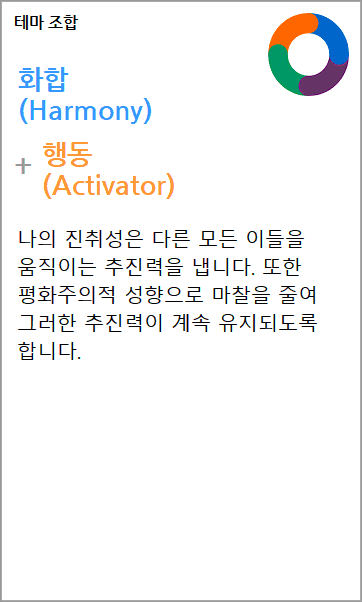 테마 조합
화합
(Harmony)
+ 행동
(Activator)
나의 진취성은 다른 모든 이들을
움직이는 추진력을 냅니다. 또한
평화주의적 성향으로 마찰을 줄여
그러한 추진력이 계속 유지되도록
합니다.